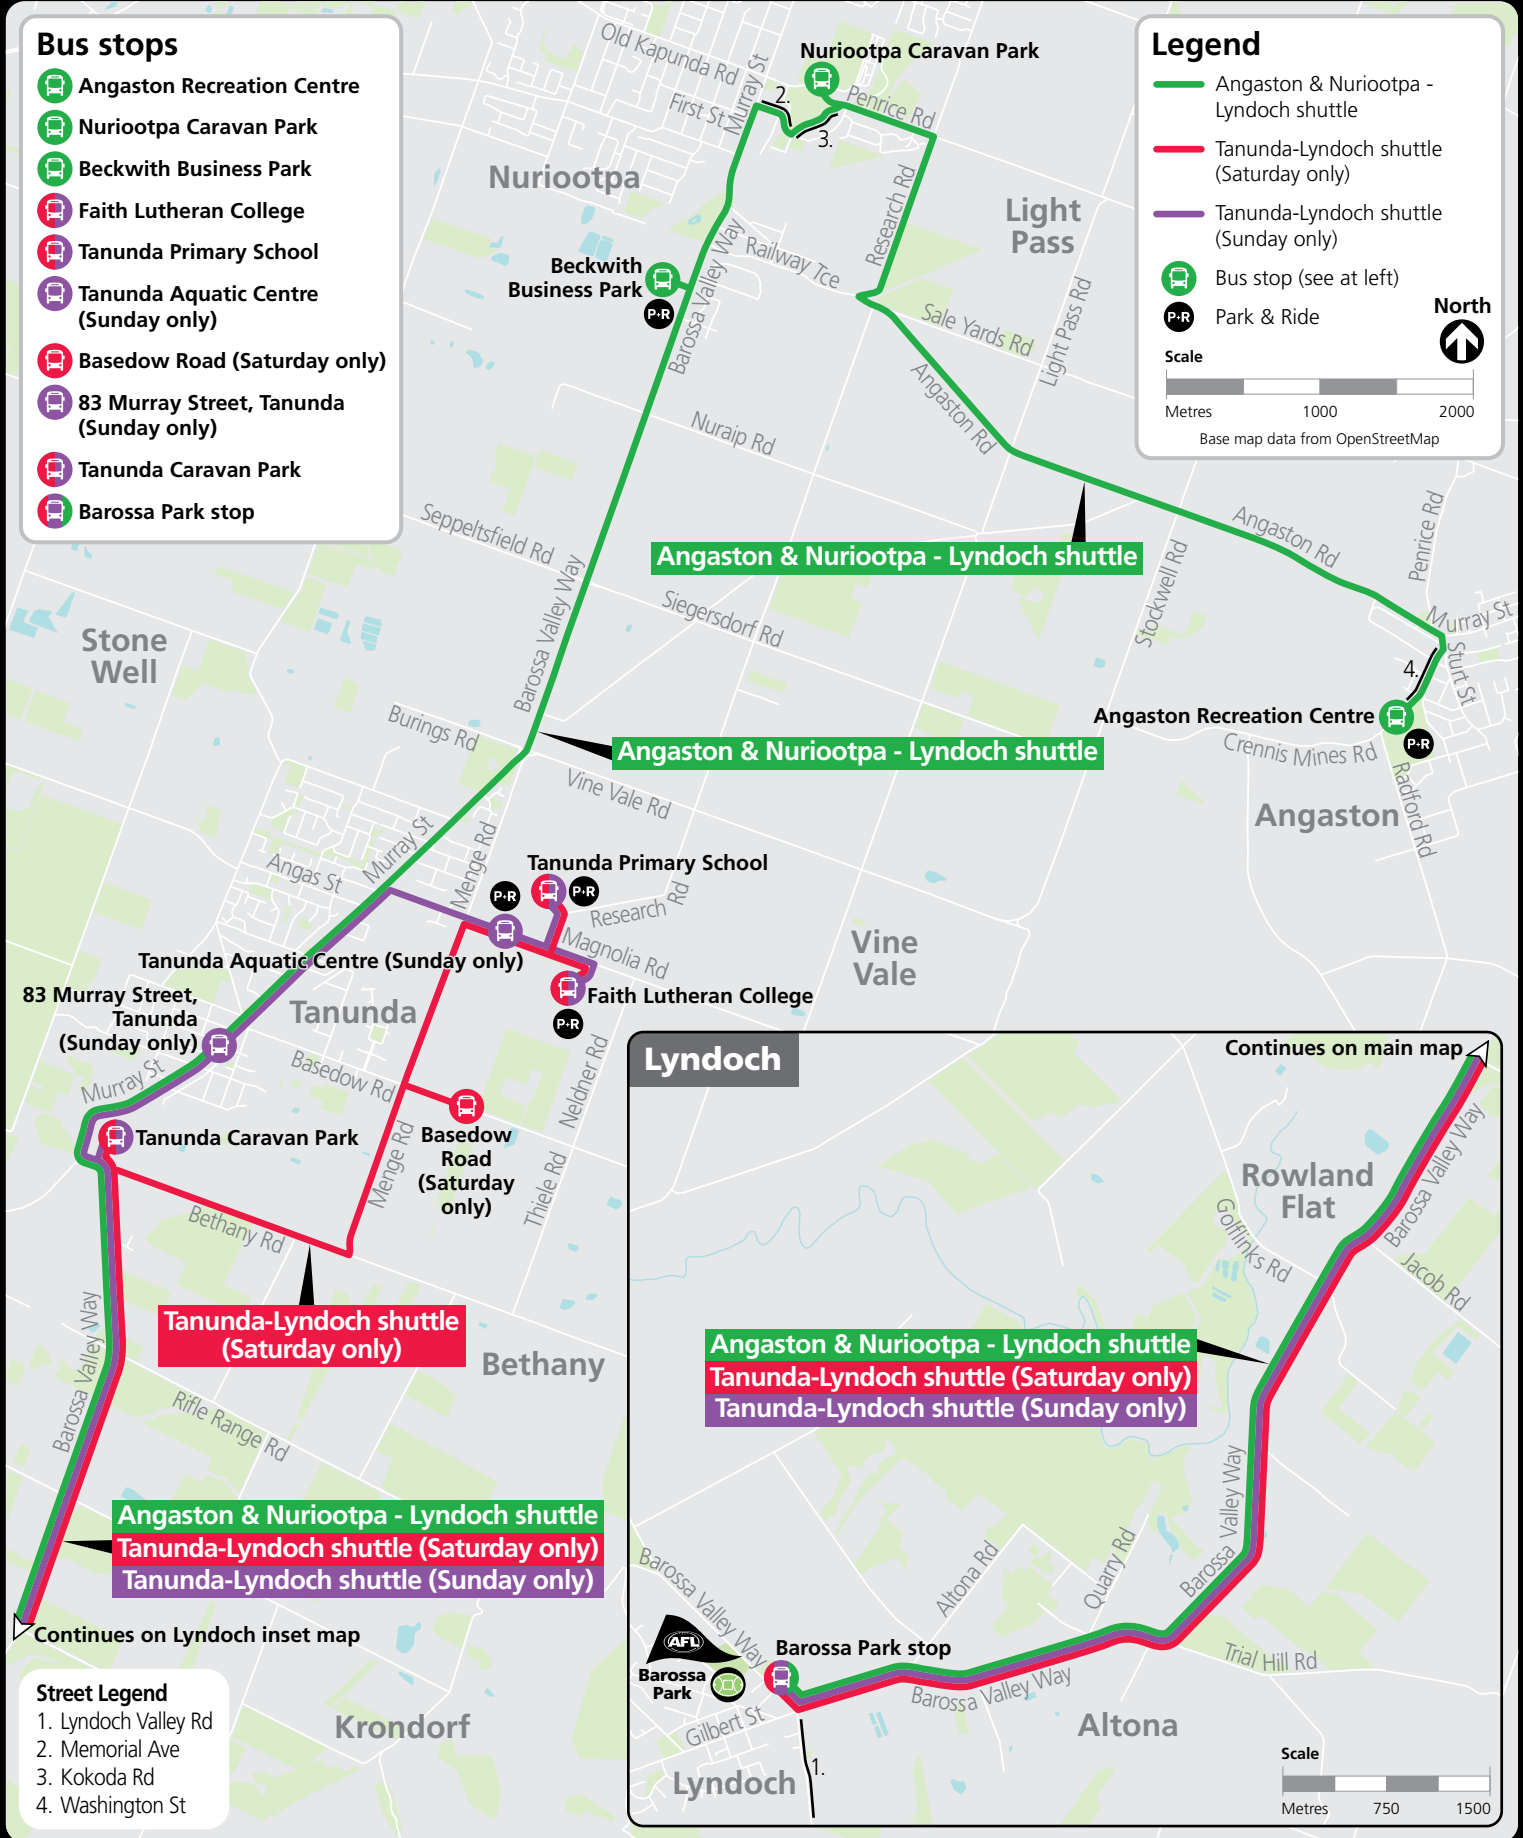 Bus stops
Angaston Recreation Centre
Nuriootpa Caravan Park
Beckwith Business Park
Faith Lutheran College
Tanunda Primary School
Tanunda Aquatic Centre
(Sunday only)
Basedow Road (Saturday only)
83 Murray Street, Tanunda
(Sunday only)
Tanunda Caravan Park
Barossa Park stop
Legend
Angaston & Nuriootpa -
Lyndoch shuttle
Tanunda-Lyndoch shuttle
(Saturday only)
Tanunda-Lyndoch shuttle
(Sunday only)
Bus stop (see at left)
P+R
Park & Ride
North
Scale
Metres 1000 2000
Base map data from OpenStreetMap
Old Kapunda Rd
Murray St
First St
Nuriootpa Caravan Park
2.
3.
Penrice Rd
Nuriootpa
Research Rd
Light
Pass
Railway Tce
Beckwith
Business Park
P+R
Barossa Valley Way
Sale Yards Rd
Light Pass Rd
Angaston Rd
Nuraip Rd
Seppeltsfield Rd
Angaston & Nuriootpa - Lyndoch shuttle
Angaston Rd
Penrice Rd
Stockwell Rd
Murray St
Sturt St
4.
Siegersdorf Rd
Barossa Valley Way
Stone
Well
Angaston Recreation Centre
P+R
Crennis Mines Rd
Radford Rd
Angaston
Burings Rd
Angaston & Nuriootpa - Lyndoch shuttle
Vine Vale Rd
Murray St
Menge Rd
Angas St
Tanunda Primary School
P+R
P+R
Research Rd
Magnolia Rd
Vine
Vale
Tanunda Aquatic Centre (Sunday only)
Faith Lutheran College
P+R
83 Murray Street,
Tanunda
(Sunday only)
Tanunda
Basedow Rd
Murray St
Neldner Rd
Tanunda Caravan Park
Basedow
Road
(Saturday
only)
Menge Rd
Thiele Rd
Bethany Rd
Tanunda-Lyndoch shuttle
(Saturday only)
Bethany
Barossa Valley Way
Rifle Range Rd
Angaston & Nuriootpa - Lyndoch shuttle
Tanunda-Lyndoch shuttle (Saturday only)
Tanunda-Lyndoch shuttle (Sunday only)
Continues on Lyndoch inset map
Krondorf
Street Legend
1. Lyndoch Valley Rd
2. Memorial Ave
3. Kokoda Rd
4. Washington St
Lyndoch
Continues on main map
Barossa Valley Way
Rowland
Flat
Golflinks Rd
Jacob Rd
Angaston & Nuriootpa - Lyndoch shuttle
Tanunda-Lyndoch shuttle (Saturday only)
Tanunda-Lyndoch shuttle (Sunday only)
Barossa Valley Way
Altona Rd
Quarry Rd
Barossa Valley Way
AFL
Barossa
Park
Barossa Park stop
Trial Hill Rd
Barossa Valley Way
Gilbert St
Altona
Lyndoch
1.
Scale
Metres 750 1500